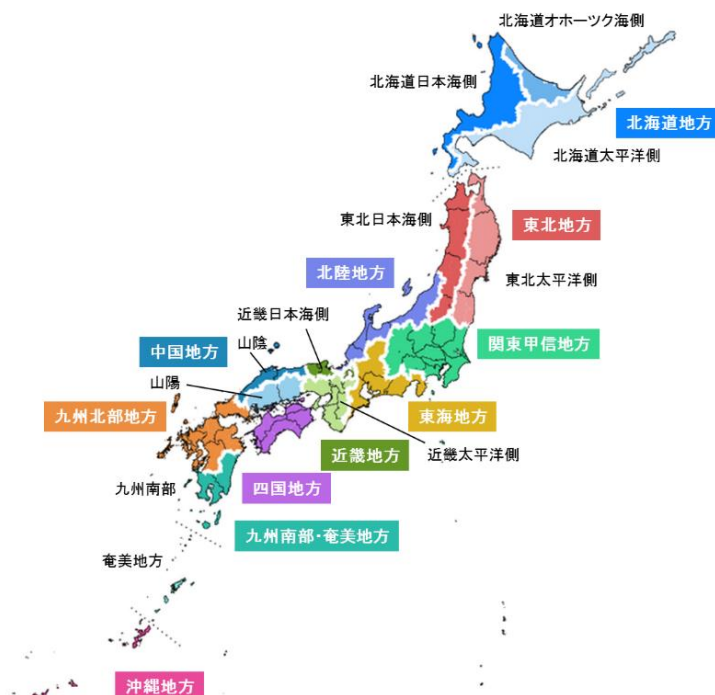 北海道オホーツク海側
北海道日本海側
北海道地方
北海道太平洋側
東北日本海側
東北地方
北陸地方
東北太平洋側
近畿日本海側
山陰
関東甲信地方
中国地方
山陽
九州北部地方
東海地方
近畿地方
近畿太平洋側
九州南部
四国地方
九州南部・奄美地方
奄美地方
沖縄地方